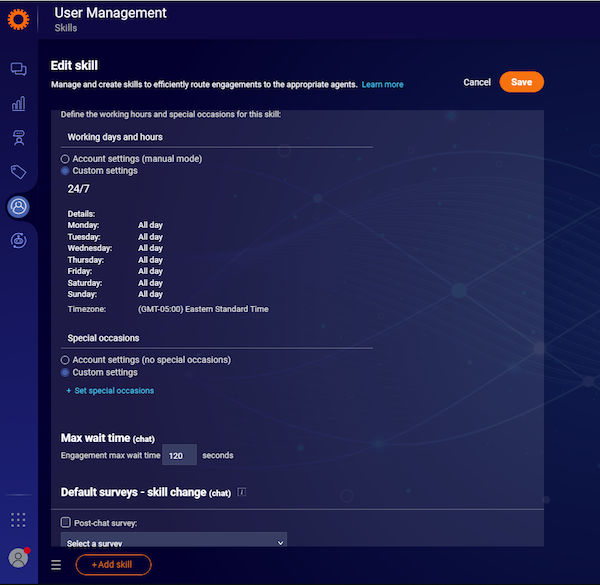 User Management
Skills
Edit skill
Manage and create skills to efficiently route engagements to the appropriate agents. Learn more
Cancel
Save
Define the working hours and special occasions for this skill:
Working days and hours
Account settings (manual mode)
Custom settings
24/7
Details:
Monday: All day
Tuesday: All day
Wednesday: All day
Thursday: All day
Friday: All day
Saturday: All day
Sunday: All day
Timezone: (GMT-05:00) Eastern Standard Time
Special occasions
Account settings (no special occasions)
Custom settings
+ Set special occasions
Max wait time (chat)
Engagement max wait time 120 seconds
Default surveys - skill change (chat) i
Post-chat survey:
Select a survey
+Add skill